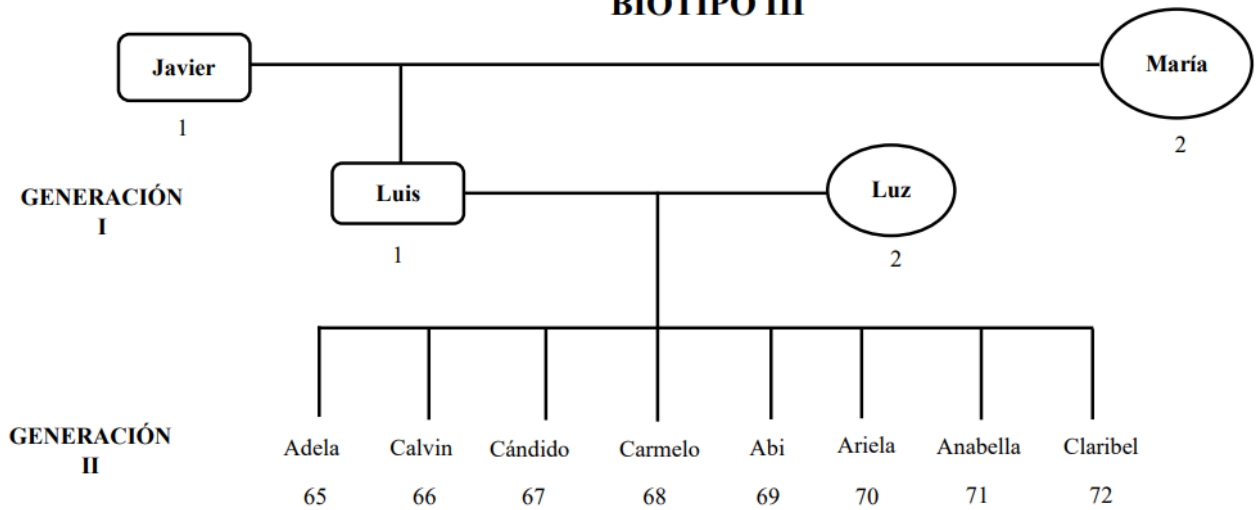 BIOTIPO III
Javier
María
1
2
GENERACIÓN
I
Luis
Luz
1
2
GENERACIÓN
II
Adela Calvin Cándido Carmelo Abi Ariela Anabella Claribel
65 66 67 68 69 70 71 72